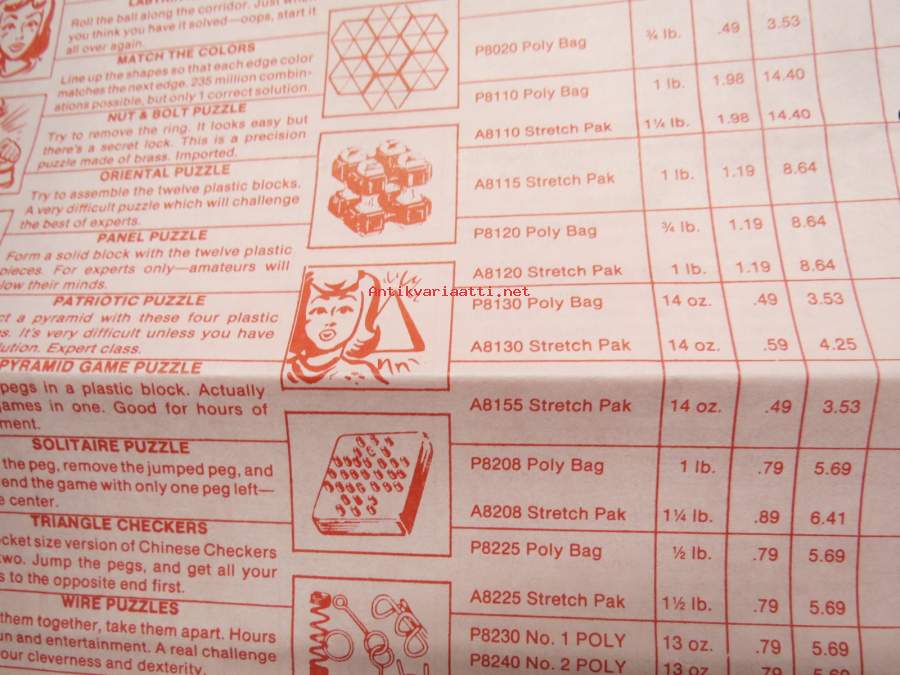 LABYRINTH
Roll the ball along the corridor. Just when
you think you have it solved—oops, start it
all over again.
MATCH THE COLORS
Line up the shapes so that each edge color
matches the next edge. 235 million combin-
ations possible, but only 1 correct solution.
NUT & BOLT PUZZLE
Try to remove the ring. It looks easy but
there's a secret lock. This is a precision
puzzle made of brass. Imported.
ORIENTAL PUZZLE
Try to assemble the twelve plastic blocks.
A very difficult puzzle which will challenge
the best of experts.
PANEL PUZZLE
Form a solid block with the twelve plastic
pieces. For experts only—amateurs will
low their minds.
PATRIOTIC PUZZLE
ct a pyramid with these four plastic
s. It's very difficult unless you have
lution. Expert class.
PYRAMID GAME PUZZLE
pegs in a plastic block. Actually
ames in one. Good for hours of
ment.
SOLITAIRE PUZZLE
the peg, remove the jumped peg, and
end the game with only one peg left—
e center.
TRIANGLE CHECKERS
cket size version of Chinese Checkers
two. Jump the pegs, and get all your
s to the opposite end first.
WIRE PUZZLES
them together, take them apart. Hours
un and entertainment. A real challenge
our cleverness and dexterity.
P8020 Poly Bag ¾ lb. .49 3.53
P8110 Poly Bag 1 lb. 1.98 14.40
A8110 Stretch Pak 1¼ lb. 1.98 14.40
A8115 Stretch Pak 1 lb. 1.19 8.64
P8120 Poly Bag ¾ lb. 1.19 8.64
A8120 Stretch Pak 1 lb. 1.19 8.64
Antikvariaatti.net
P8130 Poly Bag 14 oz. .49 3.53
A8130 Stretch Pak 14 oz. .59 4.25
A8155 Stretch Pak 14 oz. .49 3.53
P8208 Poly Bag 1 lb. .79 5.69
A8208 Stretch Pak 1¼ lb. .89 6.41
P8225 Poly Bag ½ lb. .79 5.69
A8225 Stretch Pak 1½ lb. .79 5.69
P8230 No. 1 POLY 13 oz. .79 5.69
P8240 No. 2 POLY 13 oz. .79 5.69